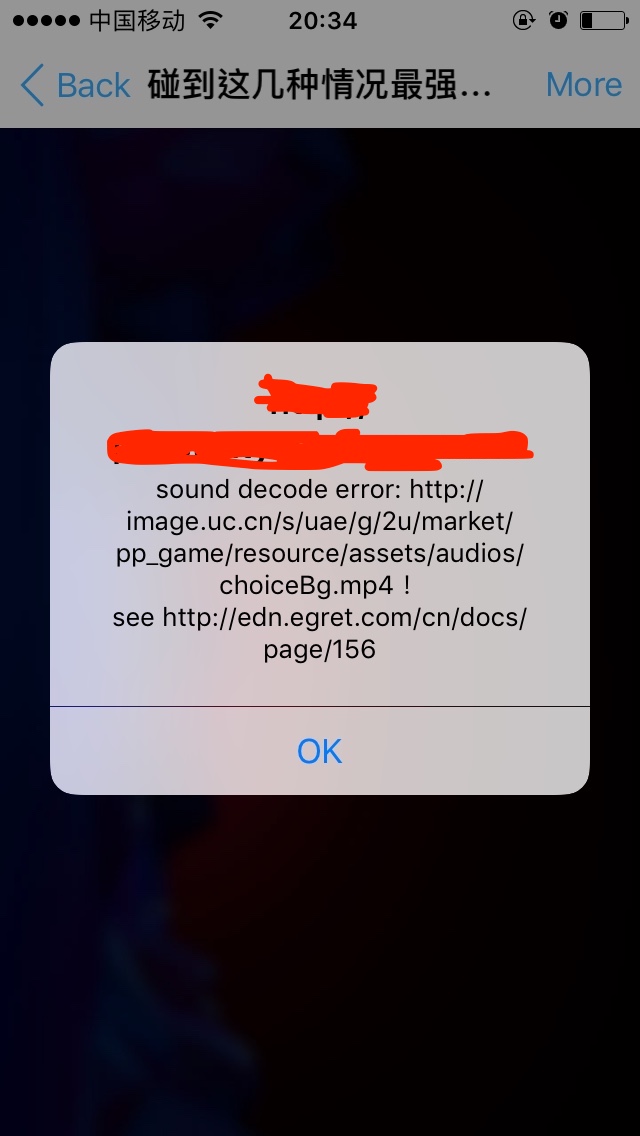 中国移动
20:34
Back
碰到这几种情况最强...
More
sound decode error: http://
image.uc.cn/s/uae/g/2u/market/
pp_game/resource/assets/audios/
choiceBg.mp4 !
see http://edn.egret.com/cn/docs/
page/156
OK